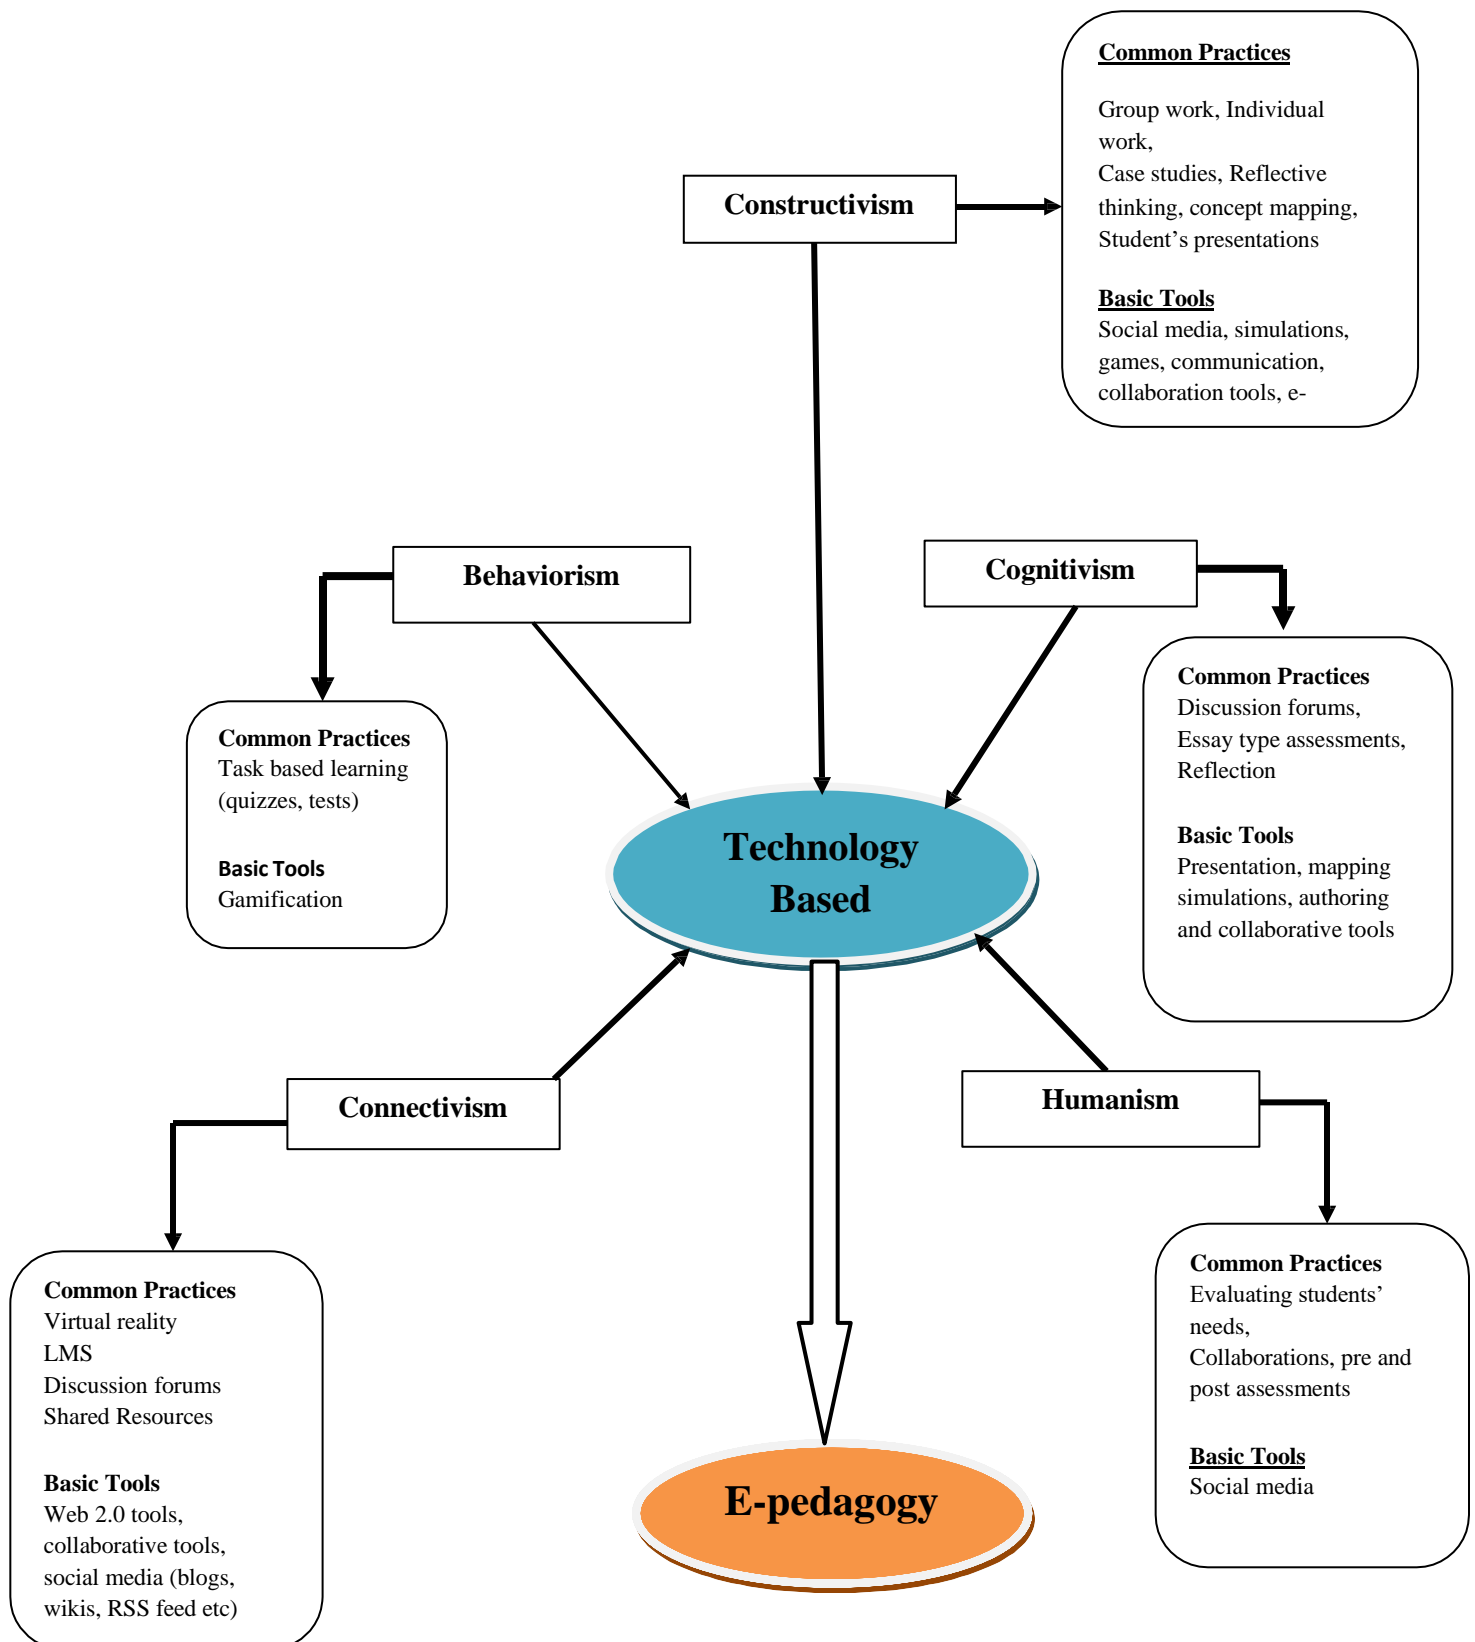 Common Practices
Group work, Individual
work,
Case studies, Reflective
thinking, concept mapping,
Student’s presentations
Basic Tools
Social media, simulations,
games, communication,
collaboration tools, e-
Constructivism
Behaviorism
Cognitivism
Common Practices
Task based learning
(quizzes, tests)
Basic Tools
Gamification
Common Practices
Discussion forums,
Essay type assessments,
Reflection
Basic Tools
Presentation, mapping
simulations, authoring
and collaborative tools
Technology
Based
Connectivism
Humanism
Common Practices
Virtual reality
LMS
Discussion forums
Shared Resources
Basic Tools
Web 2.0 tools,
collaborative tools,
social media (blogs,
wikis, RSS feed etc)
Common Practices
Evaluating students’
needs,
Collaborations, pre and
post assessments
Basic Tools
Social media
E-pedagogy